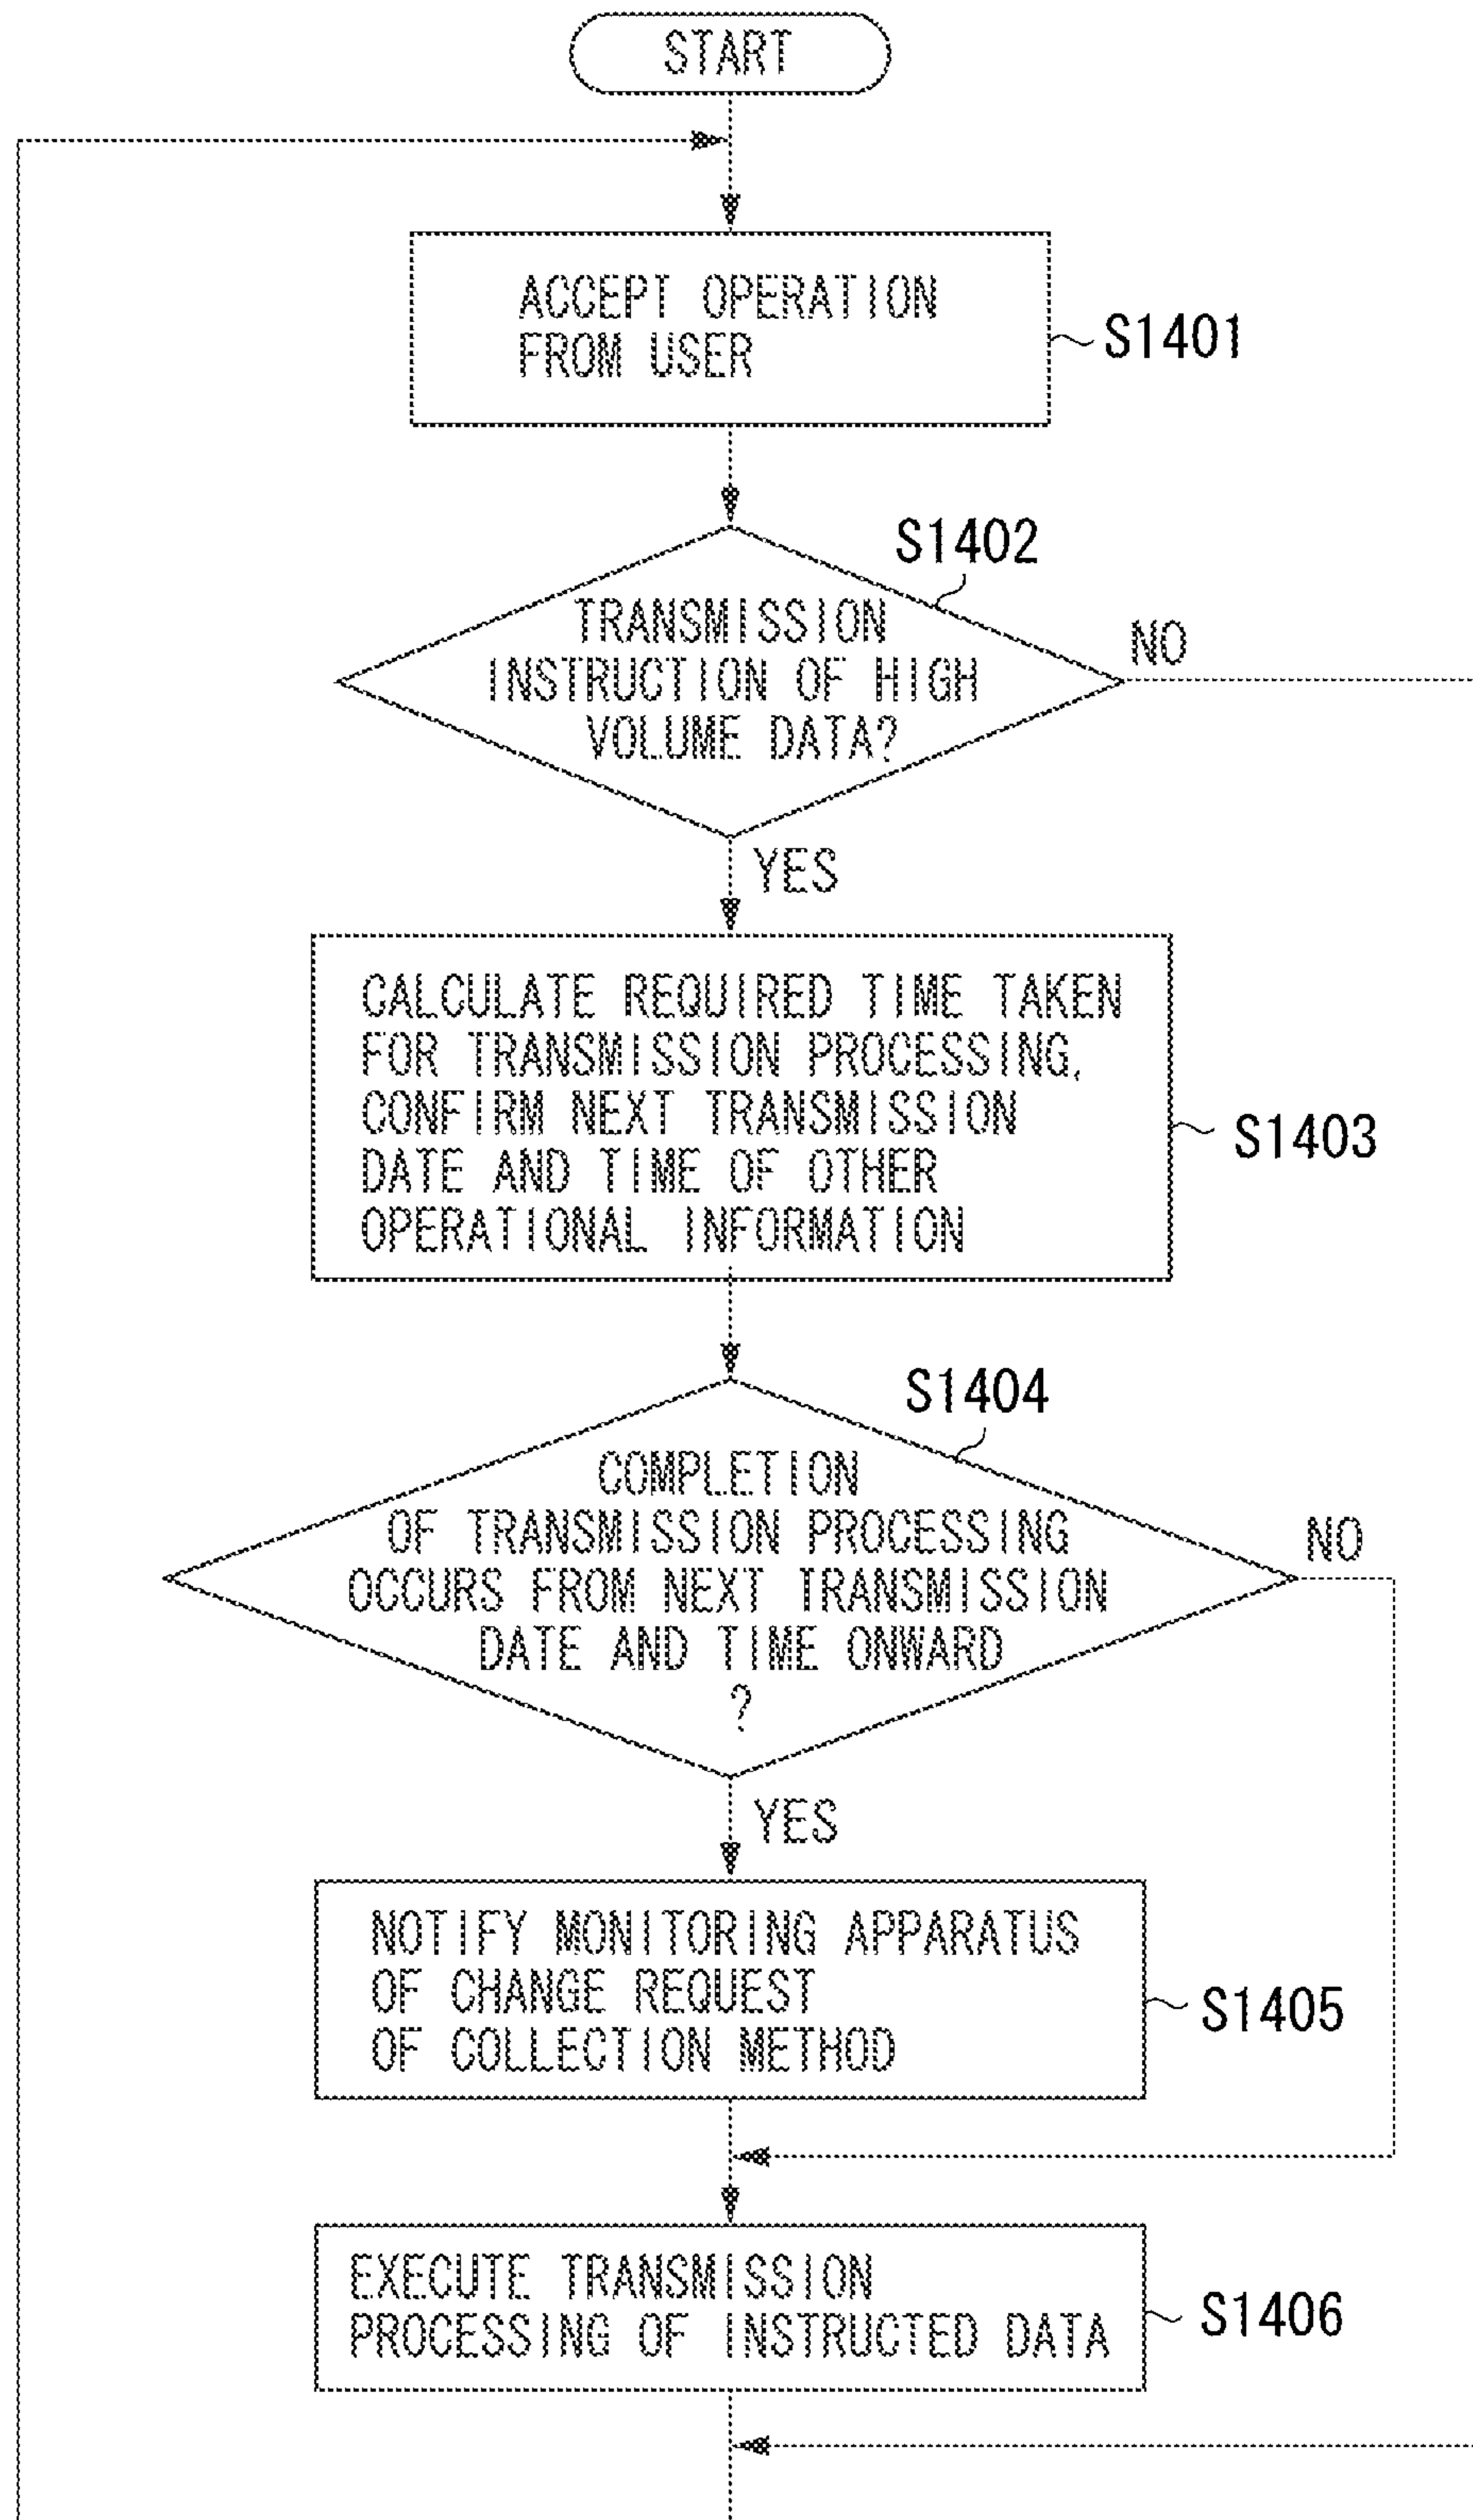 START
ACCEPT OPERATION
FROM USER
S1401
S1402
TRANSMISSION
INSTRUCTION OF HIGH
VOLUME DATA?
NO
YES
CALCULATE REQUIRED TIME TAKEN
FOR TRANSMISSION PROCESSING,
CONFIRM NEXT TRANSMISSION
DATE AND TIME OF OTHER
OPERATIONAL INFORMATION
S1403
S1404
COMPLETION
OF TRANSMISSION PROCESSING
OCCURS FROM NEXT TRANSMISSION
DATE AND TIME ONWARD
?
NO
YES
NOTIFY MONITORING APPARATUS
OF CHANGE REQUEST
OF COLLECTION METHOD
S1405
EXECUTE TRANSMISSION
PROCESSING OF INSTRUCTED DATA
S1406